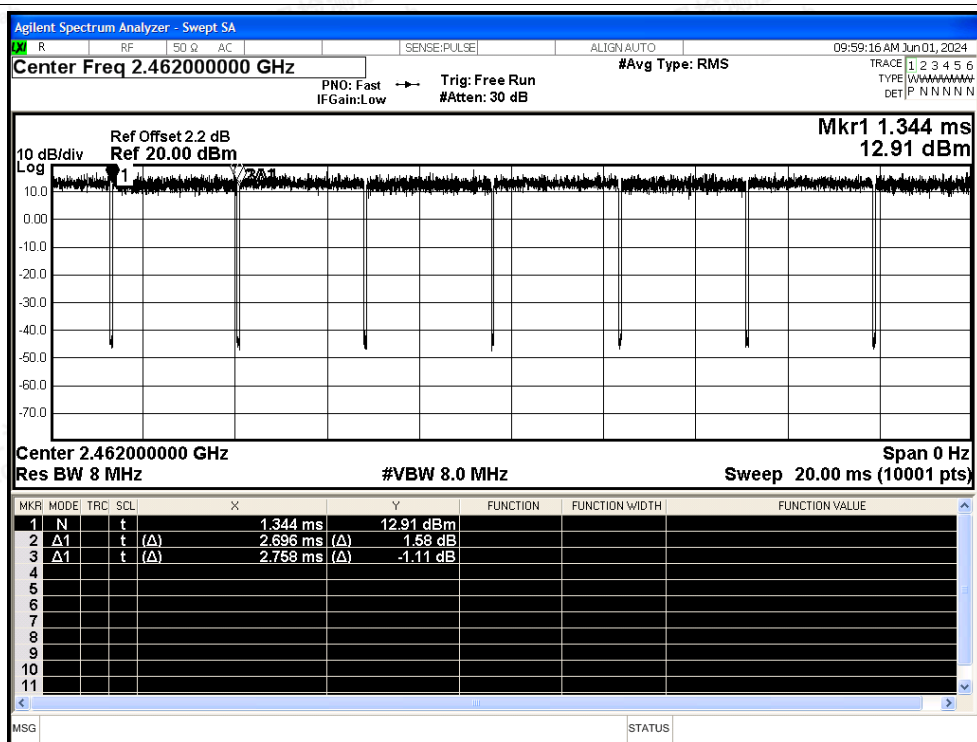 Agilent Spectrum Analyzer - Swept SA
LXI R RF 50 Ω AC SENSE:PULSE ALIGN AUTO 09:59:16 AM Jun 01, 2024
Center Freq 2.462000000 GHz #Avg Type: RMS TRACE 1 2 3 4 5 6
PNO: Fast Trig: Free Run TYPE
IFGain:Low #Atten: 30 dB DET P N N N N N
Mkr1 1.344 ms
Ref Offset 2.2 dB
10 dB/div Ref 20.00 dBm 12.91 dBm
Log
1
10.0
0.00
-10.0
-20.0
-30.0
-40.0
-50.0
-60.0
-70.0
Center 2.462000000 GHz Span 0 Hz
Res BW 8 MHz #VBW 8.0 MHz Sweep 20.00 ms (10001 pts)
MKR MODE TRC SCL X Y FUNCTION FUNCTION WIDTH FUNCTION VALUE
1 N t 1.344 ms 12.91 dBm
2 Δ1 t (Δ) 2.696 ms (Δ) 1.58 dB
3 Δ1 t (Δ) 2.758 ms (Δ) -1.11 dB
4
5
6
7
8
9
10
11
MSG STATUS